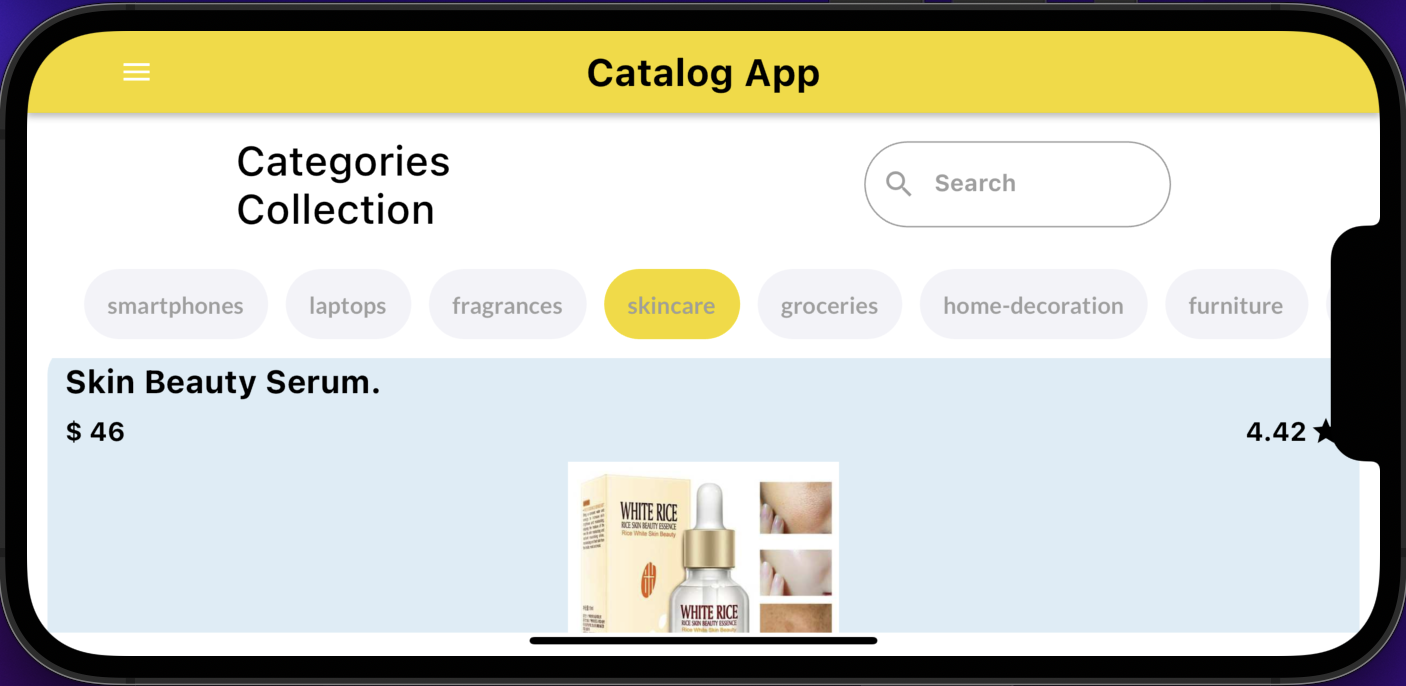 Catalog App
Categories
Collection
Search
smartphones
laptops
fragrances
skincare
groceries
home-decoration
furniture
Skin Beauty Serum.
$ 46
4.42
WHITE RICE
RICE SKIN BEAUTY ESSENCE
Rice White Skin Beauty
WHITE RICE
RICE SKIN BEAUTY ESSENCE
Rice White Skin Beauty